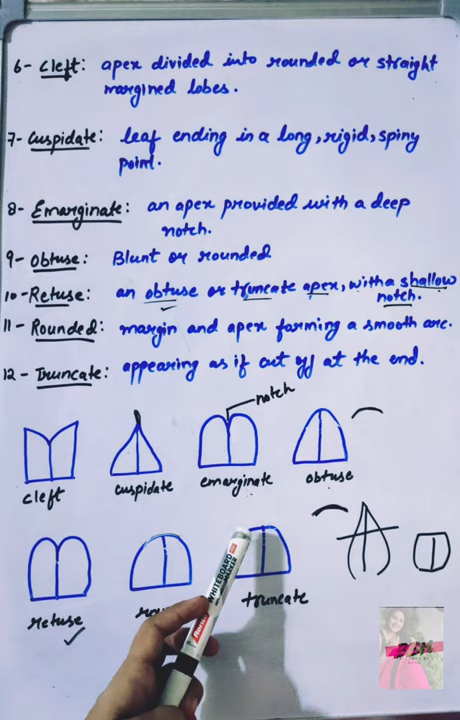 6- Cleft: apex divided into rounded or straight
margined lobes.
7- Cuspidate: leaf ending in a long, rigid, spiny
point.
8- Emarginate: an apex provided with a deep
notch.
9- Obtuse: Blunt or rounded
10- Retuse: an obtuse or truncate apex, with a shallow
notch.
11- Rounded: margin and apex forming a smooth arc.
12- Truncate: appearing as if cut off at the end.
notch
cleft
cuspidate
emarginate
obtuse
retuse
truncate
WHITEBOARD
MARKER